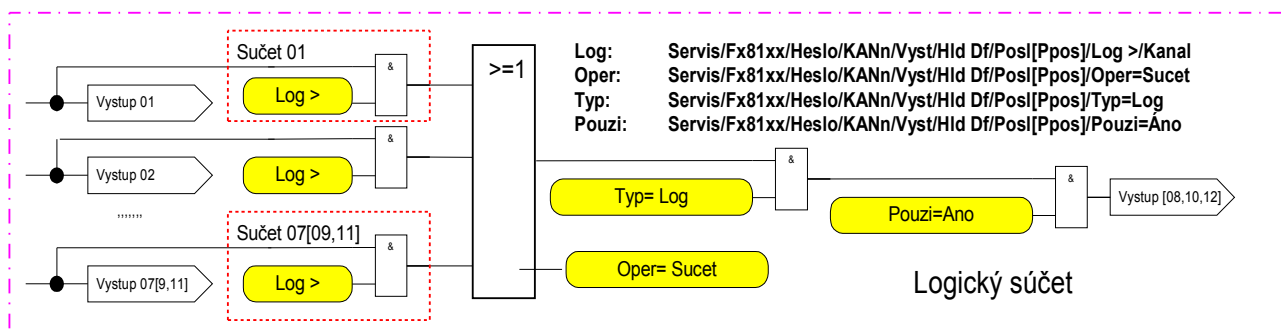 Sučet 01
&
>=1
Log >
Vystup 01
Log: Servis/Fx81xx/Heslo/KANn/Vyst/Hld Df/Posl[Ppos]/Log >/Kanal
Oper: Servis/Fx81xx/Heslo/KANn/Vyst/Hld Df/Posl[Ppos]/Oper=Sucet
Typ: Servis/Fx81xx/Heslo/KANn/Vyst/Hld Df/Posl[Ppos]/Typ=Log
Pouzi: Servis/Fx81xx/Heslo/KANn/Vyst/Hld Df/Posl[Ppos]/Pouzi=Áno
&
Log >
Vystup 02
&
Typ= Log
&
Pouzi=Ano
Vystup [08,10,12]
,,,,,,,
Sučet 07[09,11]
&
Log >
Vystup 07[9,11]
Oper= Sucet
Logický súčet